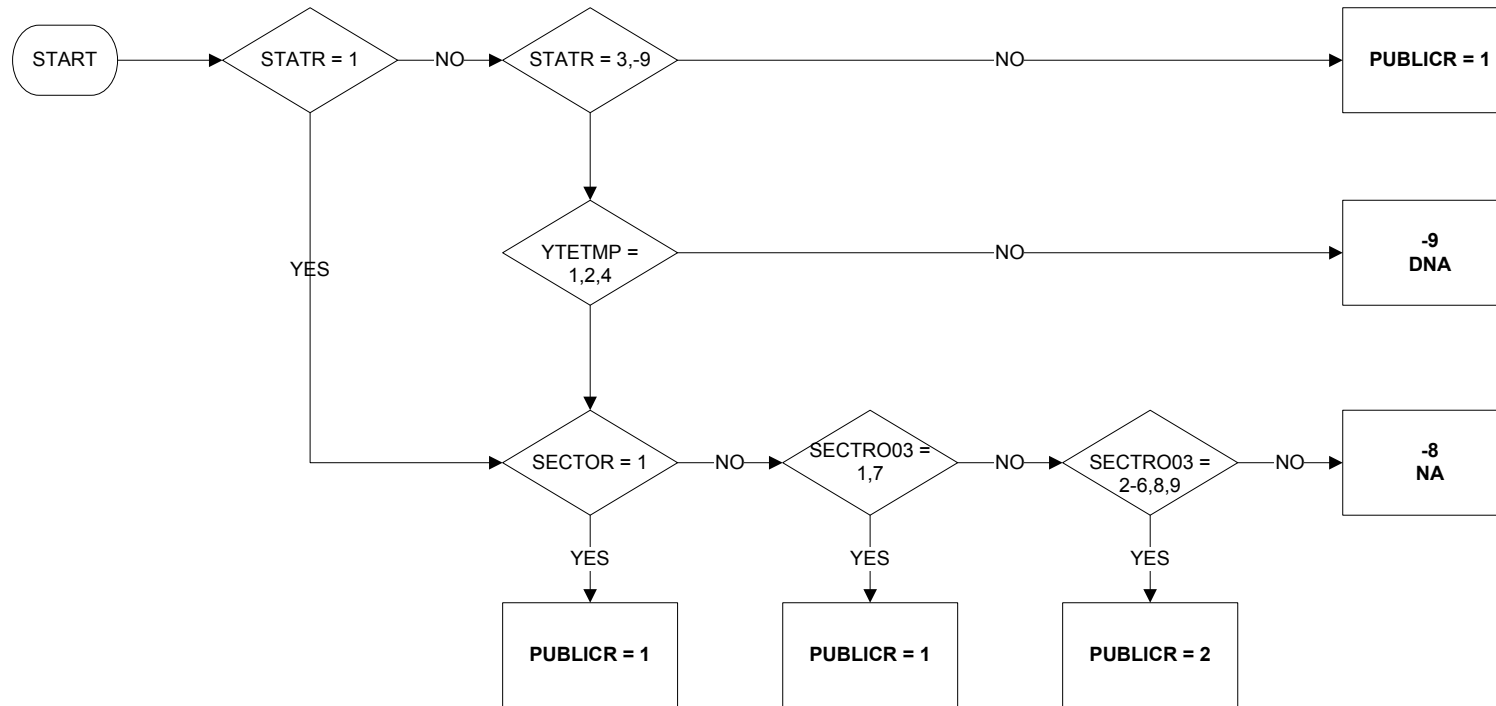 START
STATR = 1
NO
STATR = 3,-9
NO
PUBLICR = 1
YES
YTETMP =
1,2,4
NO
-9
DNA
SECTOR = 1
NO
SECTRO03 =
1,7
NO
SECTRO03 =
2-6,8,9
NO
-8
NA
YES
YES
YES
PUBLICR = 1
PUBLICR = 1
PUBLICR = 2